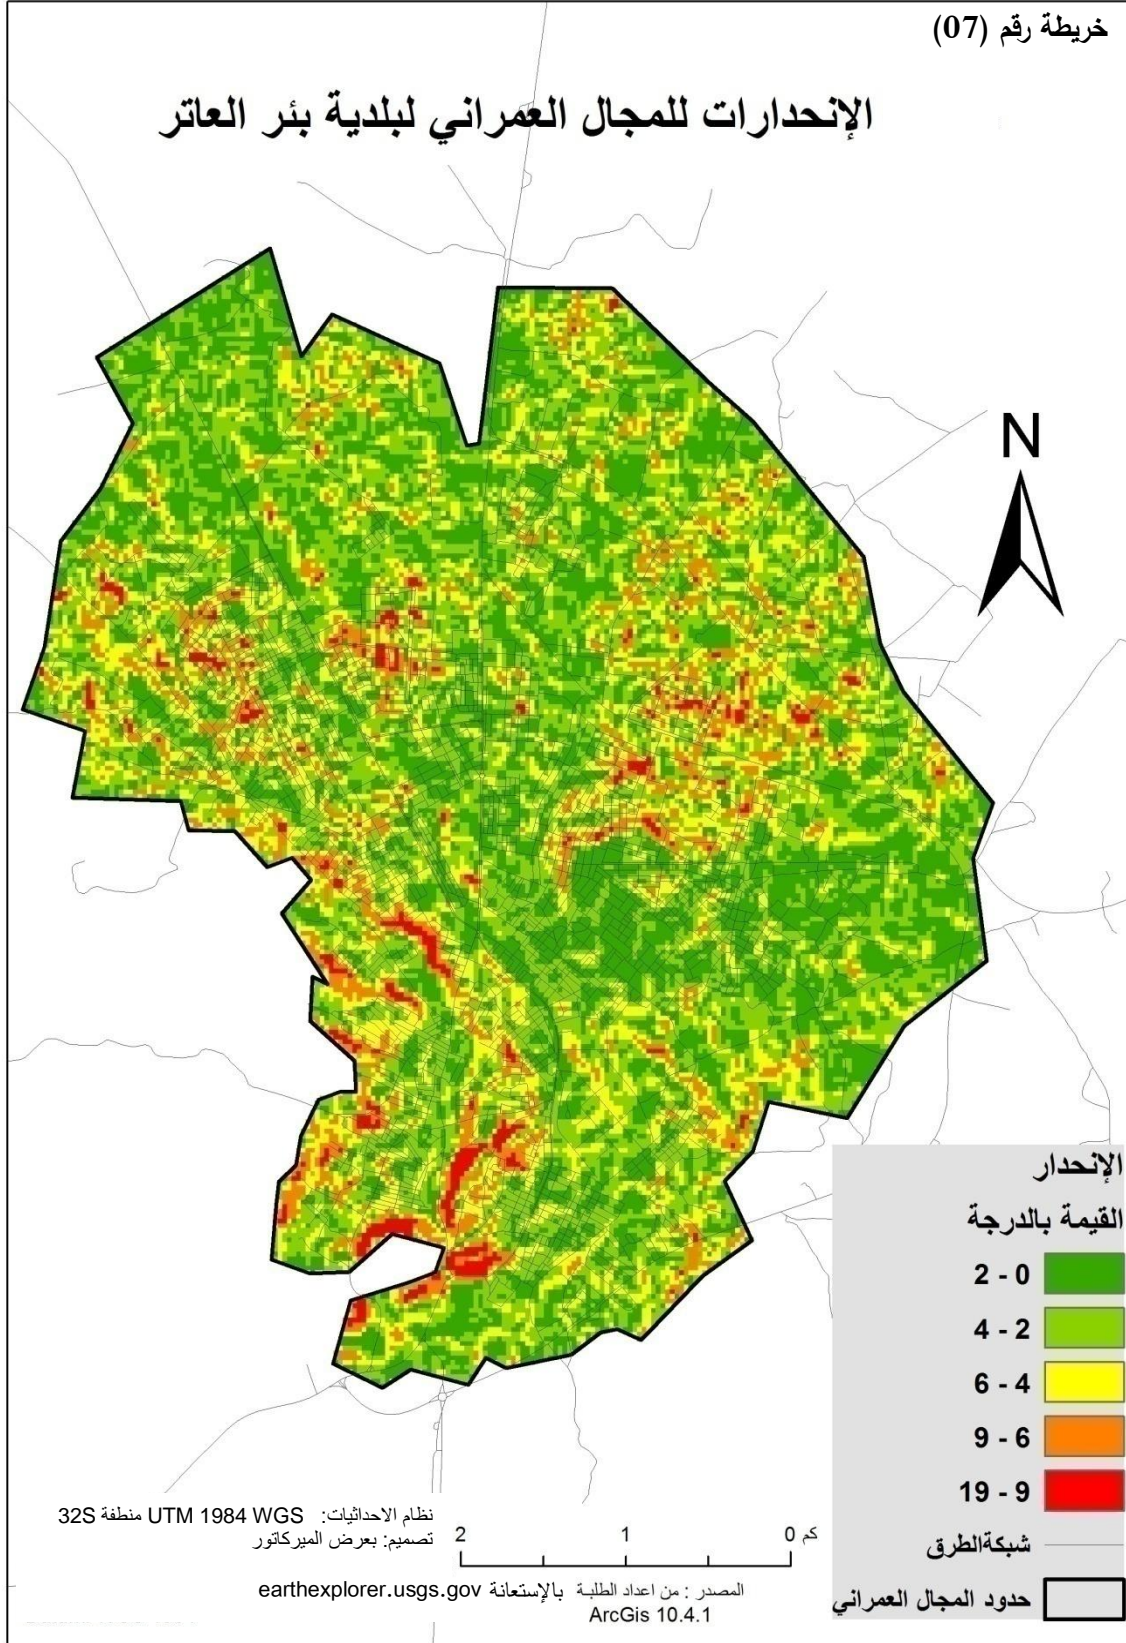 خريطة رقم (07)
الإنحدارات للمجال العمراني لبلدية بئر العاتر
N
الإنحدار
القيمة بالدرجة
2 - 0
4 - 2
6 - 4
9 - 6
19 - 9
شبكةالطرق
حدود المجال العمراني
نظام الاحداثيات: UTM 1984 WGS منطفة 32S
تصميم: بعرض الميركاتور
2 1 0 كم
المصدر : من اعداد الطلبة بالإستعانة earthexplorer.usgs.gov
ArcGis 10.4.1